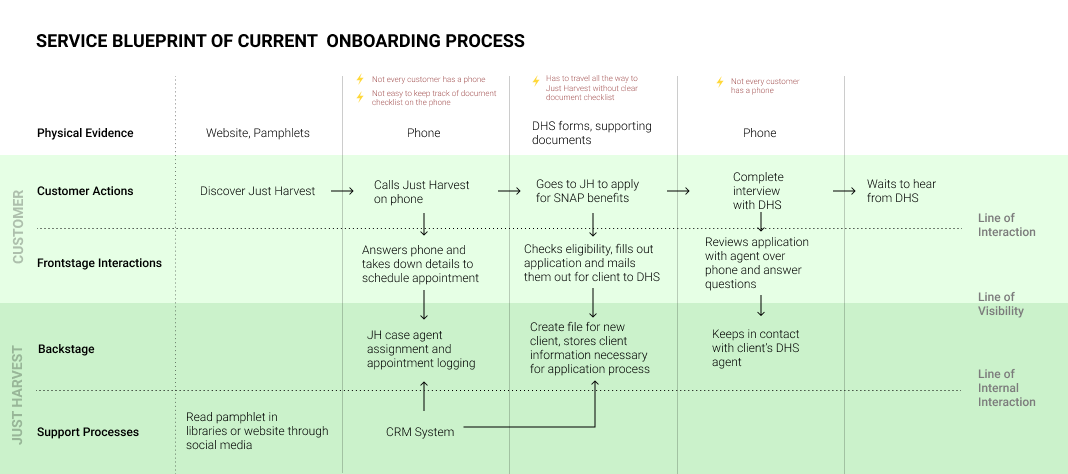 SERVICE BLUEPRINT OF CURRENT ONBOARDING PROCESS
Not every customer has a phone
Not easy to keep track of document
checklist on the phone
Has to travel all the way to
Just Harvest without clear
document checklist
Not every customer
has a phone
Physical Evidence
Website, Pamphlets
Phone
DHS forms, supporting
documents
Phone
CUSTOMER
Customer Actions
Discover Just Harvest
Calls Just Harvest
on phone
Goes to JH to apply
for SNAP benefits
Complete
interview
with DHS
Waits to hear
from DHS
Line of
Interaction
Frontstage Interactions
Answers phone and
takes down details to
schedule appointment
Checks eligibility, fills out
application and mails
them out for client to DHS
Reviews application
with agent over
phone and answer
questions
Line of
Visibility
JUST HARVEST
Backstage
JH case agent
assignment and
appointment logging
Create file for new
client, stores client
information necessary
for application process
Keeps in contact
with client's DHS
agent
Line of
Internal
Interaction
Support Processes
Read pamphlet in
libraries or website through
social media
CRM System